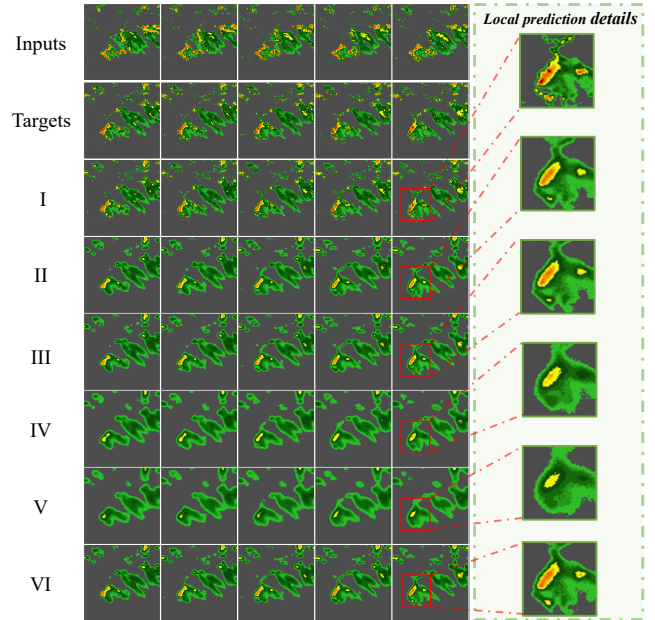 Local prediction details
Inputs
Targets
I
II
III
IV
V
VI